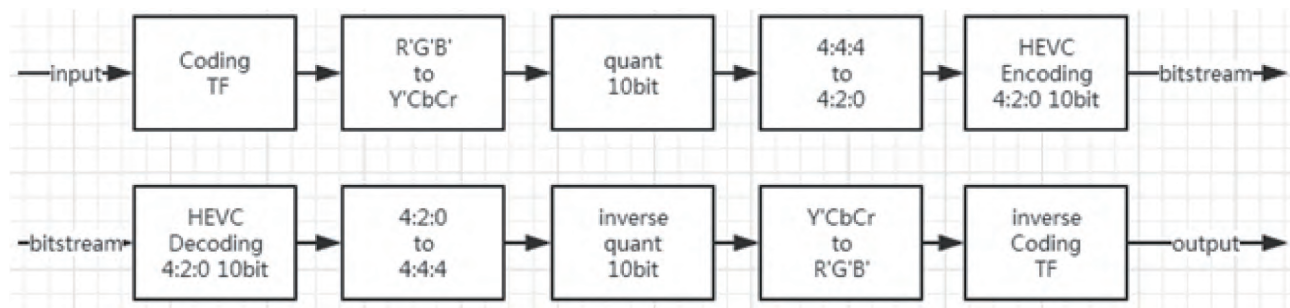 input
Coding
TF
R'G'B'
to
Y'CbCr
quant
10bit
4:4:4
to
4:2:0
HEVC
Encoding
4:2:0 10bit
bitstream
bitstream
HEVC
Decoding
4:2:0 10bit
4:2:0
to
4:4:4
inverse
quant
10bit
Y'CbCr
to
R'G'B'
inverse
Coding
TF
output